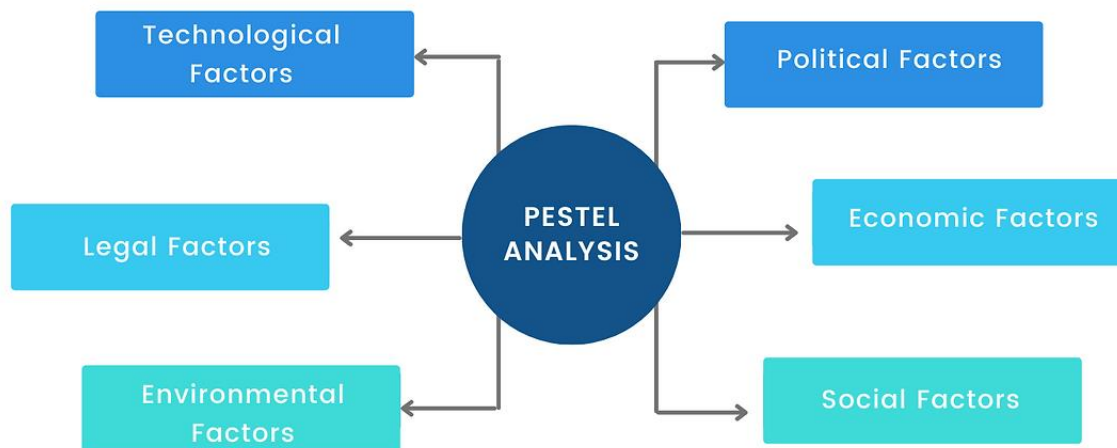 Technological
Factors
Political Factors
PESTEL
ANALYSIS
Legal Factors
Economic Factors
Environmental
Factors
Social Factors